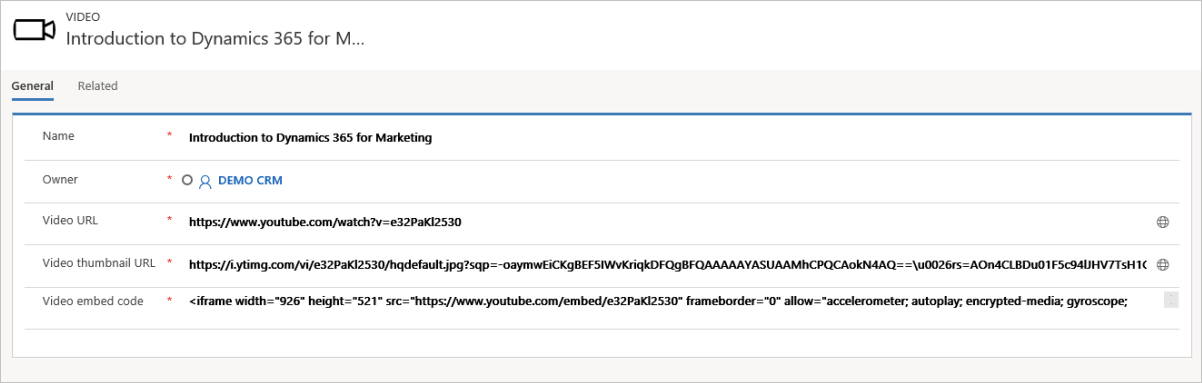 VIDEO
Introduction to Dynamics 365 for M...
General Related
Name * Introduction to Dynamics 365 for Marketing
Owner * DEMO CRM
Video URL * https://www.youtube.com/watch?v=e32PaKl2530
Video thumbnail URL * https://i.ytimg.com/vi/e32PaKl2530/hqdefault.jpg?sqp=-oaymwEiCKgBEF5IWvKriqkDFQgBFQAAAAAYASUAAMhCPQCAokN4AQ==\u0026rs=AOn4CLBDu01F5c94lJHV7TsH1C
Video embed code * <iframe width="926" height="521" src="https://www.youtube.com/embed/e32PaKl2530" frameborder="0" allow="accelerometer; autoplay; encrypted-media; gyroscope;